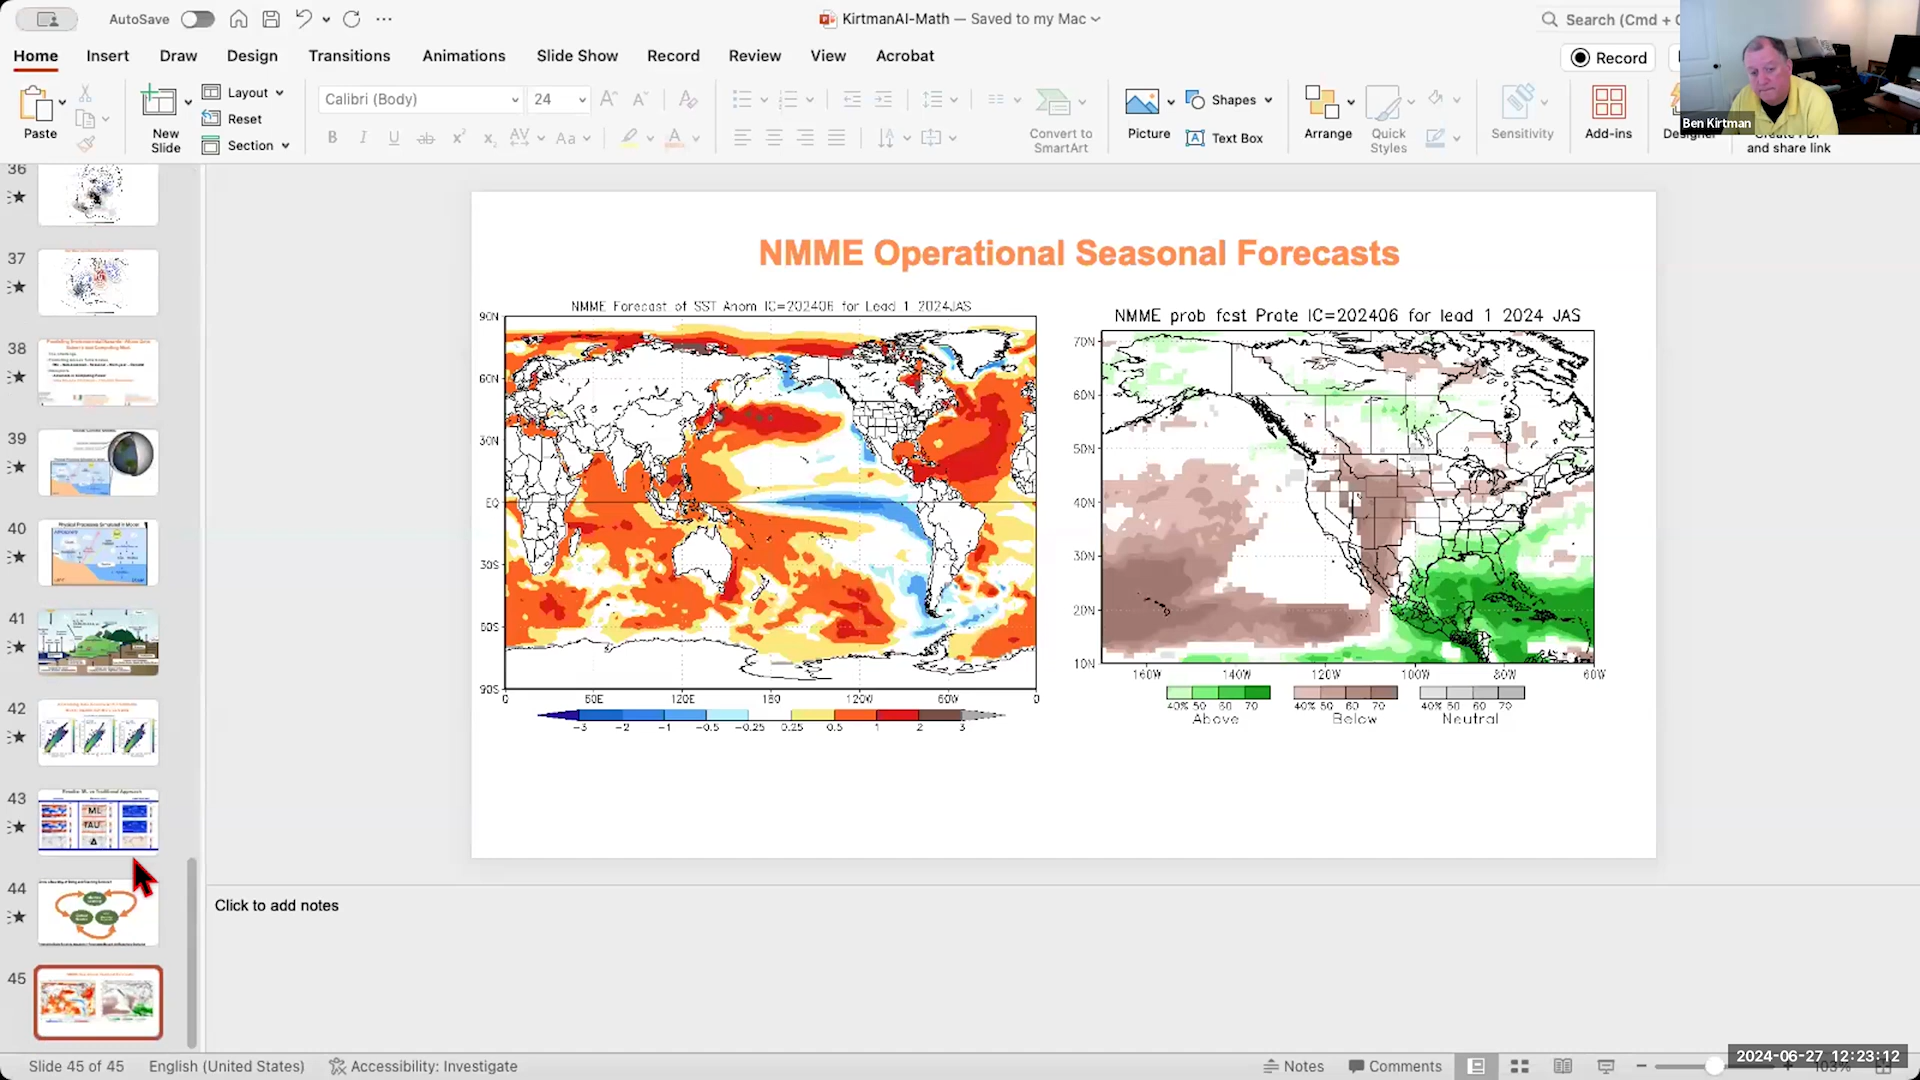 AutoSave
KirtmanAI-Math — Saved to my Mac
Search (Cmd + C
Home Insert Draw Design Transitions Animations Slide Show Record Review View Acrobat
Record
Paste
New Slide
Layout
Reset
Section
Calibri (Body)
24
Convert to SmartArt
Picture
Shapes
Text Box
Arrange
Quick Styles
Sensitivity
Add-ins
and share link
Ben Kirtman
36
37
38
39
40
41
42
43
ML
TAU
44
45
NMME Operational Seasonal Forecasts
NMME Forecast of SST Anom IC=202406 for Lead 1 2024JAS
90N
60N
30N
EQ
30S
60S
90S
0 60E 120E 180 120W 60W 0
-3 -2 -1 -0.5 -0.25 0.25 0.5 1 2 3
NMME prob fcst Prate IC=202406 for lead 1 2024 JAS
70N
60N
50N
40N
30N
20N
10N
160W 140W 120W 100W 80W 60W
40% 50 60 70 40% 50 60 70 40% 50 60 70
Above Below Neutral
Click to add notes
Slide 45 of 45 English (United States) Accessibility: Investigate
Notes Comments
2024-06-27 12:23:12
103%